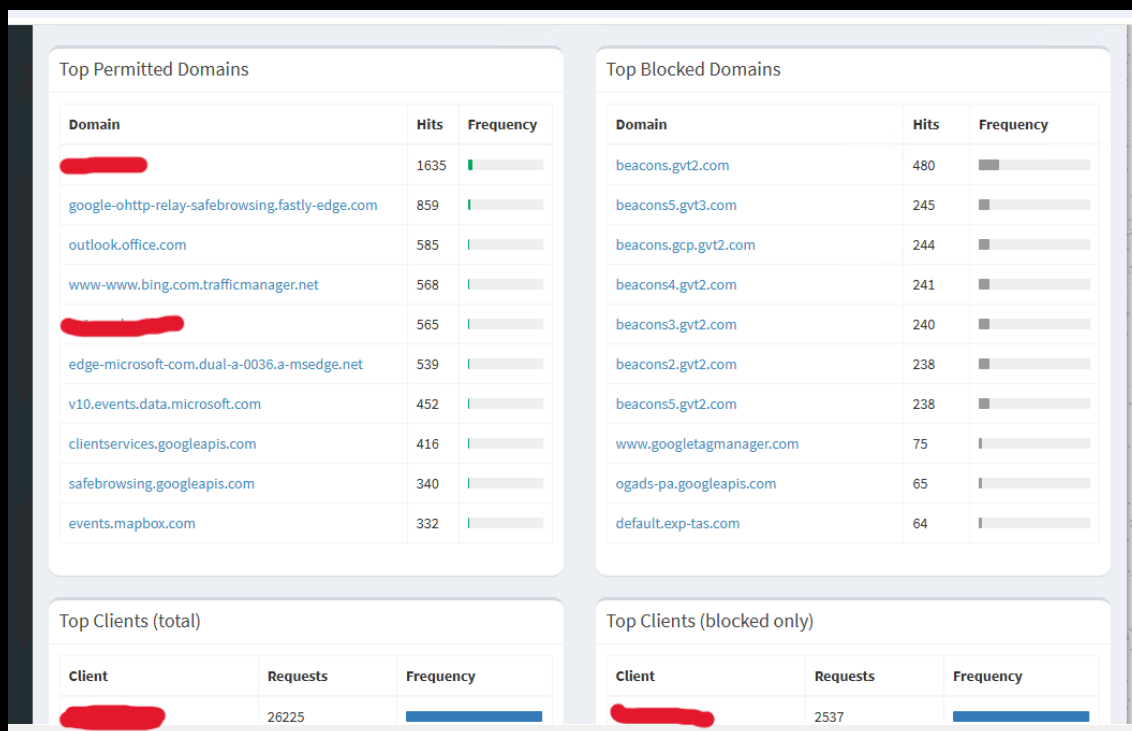 Top Permitted Domains
Domain Hits Frequency
1635
google-ohttp-relay-safebrowsing.fastly-edge.com 859
outlook.office.com 585
www-www.bing.com.trafficmanager.net 568
565
edge-microsoft-com.dual-a-0036.a-msedge.net 539
v10.events.data.microsoft.com 452
clientservices.googleapis.com 416
safebrowsing.googleapis.com 340
events.mapbox.com 332
Top Blocked Domains
Domain Hits Frequency
beacons.gvt2.com 480
beacons5.gvt3.com 245
beacons.gcp.gvt2.com 244
beacons4.gvt2.com 241
beacons3.gvt2.com 240
beacons2.gvt2.com 238
beacons5.gvt2.com 238
www.googletagmanager.com 75
ogads-pa.googleapis.com 65
default.exp-tas.com 64
Top Clients (total)
Client Requests Frequency
26225
Top Clients (blocked only)
Client Requests Frequency
2537